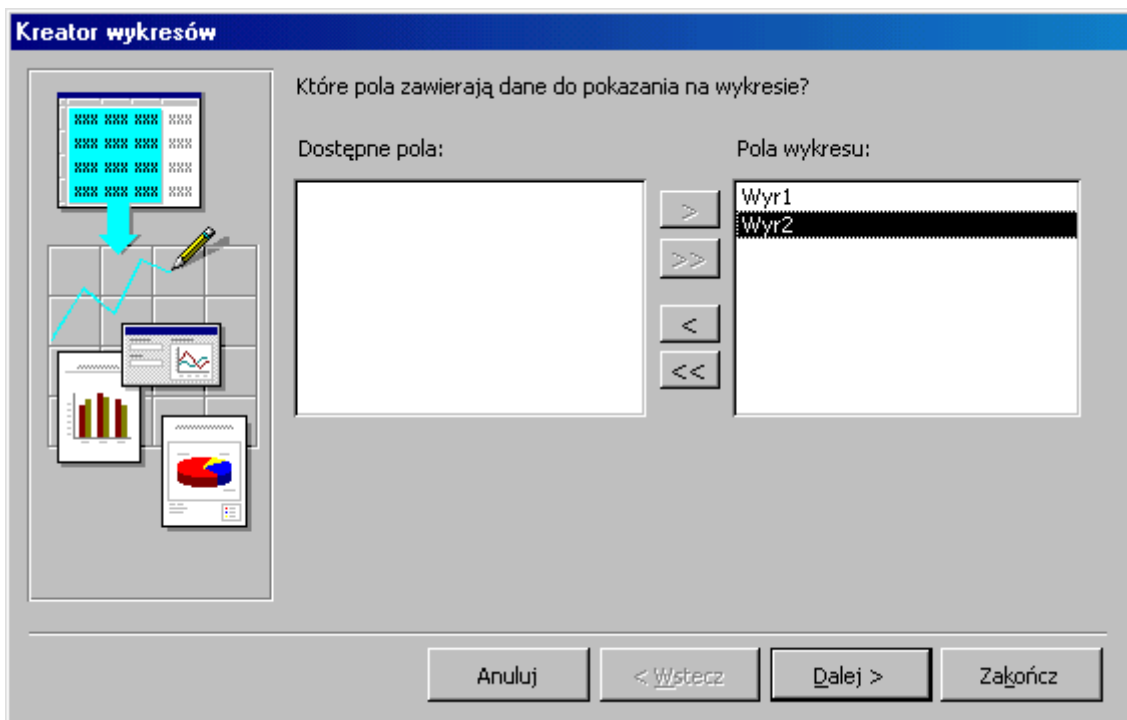 Kreator wykresów
Które pola zawierają dane do pokazania na wykresie?
Dostępne pola:
Pola wykresu:
Wyr1
Wyr2
>
>>
<
<<
Anuluj
< Wstecz
Dalej >
Zakończ